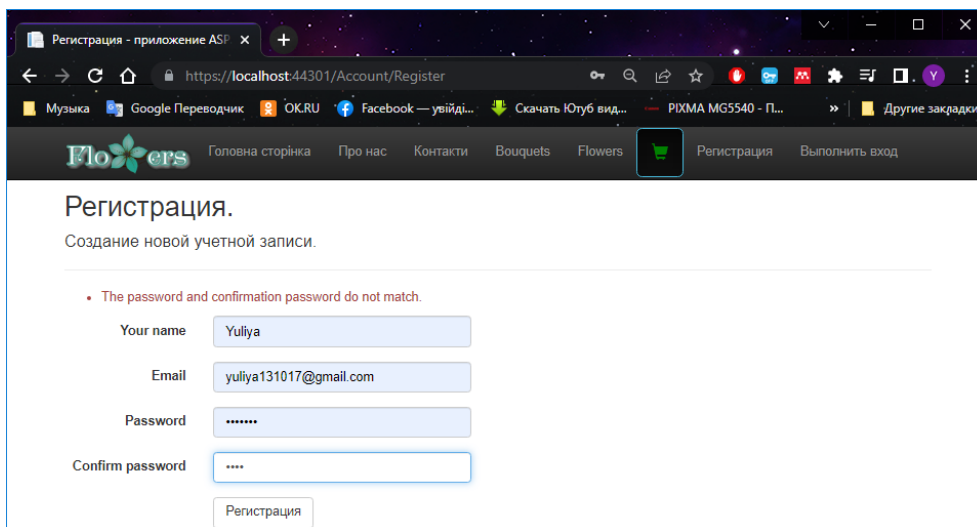 Регистрация - приложение ASP
https://localhost:44301/Account/Register
Y
Музыка Google Переводчик OK.RU Facebook — увійді... Скачать Ютуб вид... PIXMA MG5540 - П... » Другие закладки
Flowers Головна сторінка Про нас Контакти Bouquets Flowers Регистрация Выполнить вход
Регистрация.
Создание новой учетной записи.
The password and confirmation password do not match.
Your name Yuliya
Email yuliya131017@gmail.com
Password •••••••
Confirm password ••••
Регистрация